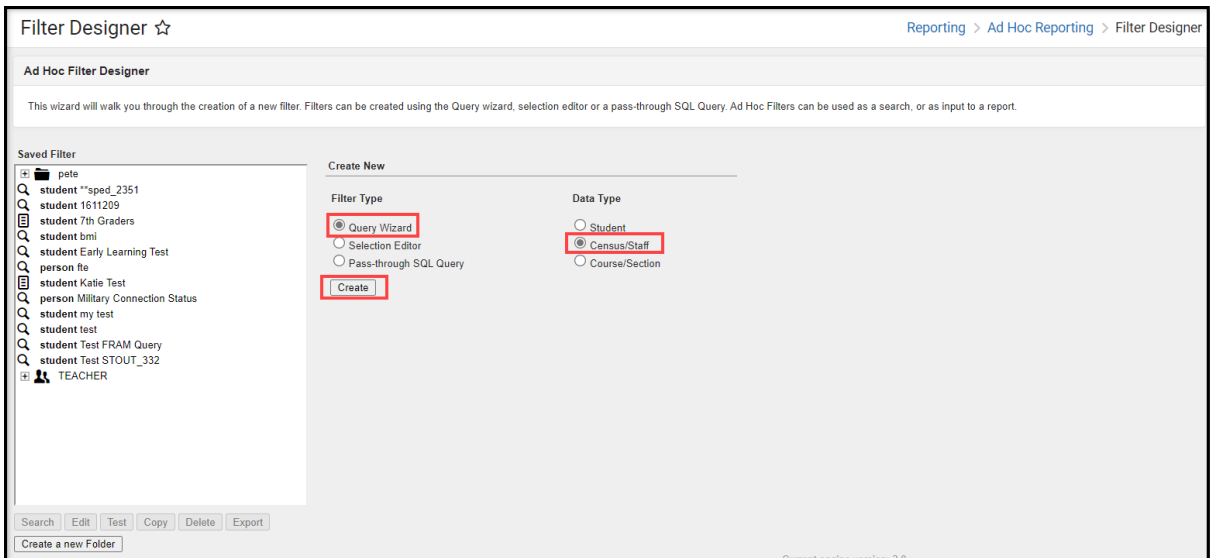 Filter Designer ☆
Reporting > Ad Hoc Reporting > Filter Designer
Ad Hoc Filter Designer
This wizard will walk you through the creation of a new filter. Filters can be created using the Query wizard, selection editor or a pass-through SQL Query. Ad Hoc Filters can be used as a search, or as input to a report.
Saved Filter
pete
student **sped_2351
student 1611209
student 7th Graders
student bmi
student Early Learning Test
person fte
student Katie Test
person Military Connection Status
student my test
student test
student Test FRAM Query
student Test STOUT_332
TEACHER
Search Edit Test Copy Delete Export
Create a new Folder
Create New
Filter Type
Query Wizard
Selection Editor
Pass-through SQL Query
Create
Data Type
Student
Census/Staff
Course/Section